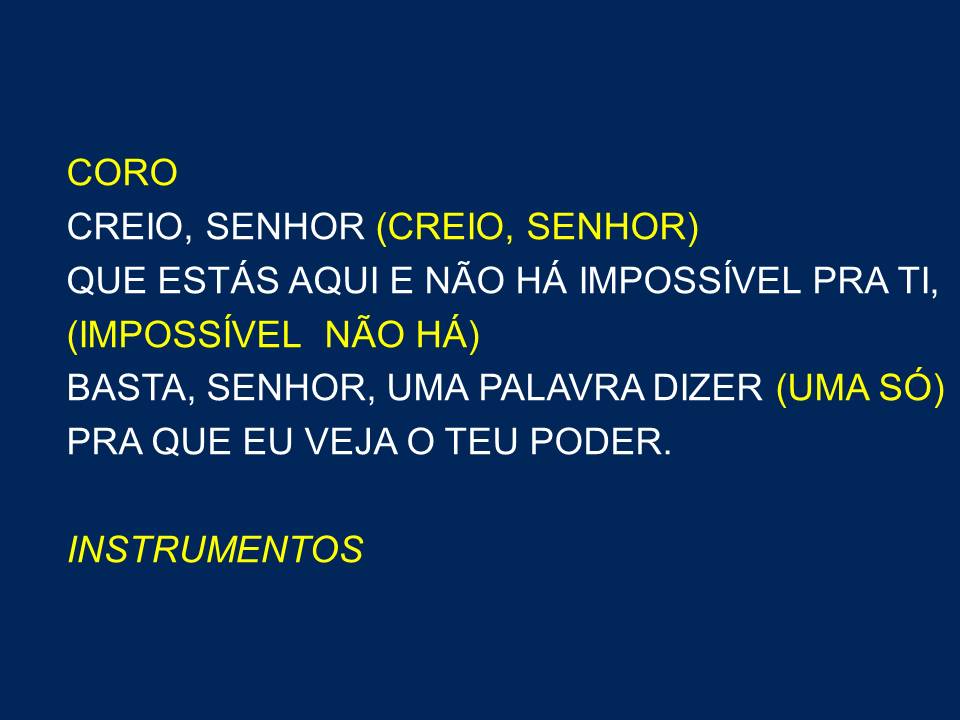 CORO
CREIO, SENHOR (CREIO, SENHOR)
QUE ESTÁS AQUI E NÃO HÁ IMPOSSÍVEL PRA TI,
(IMPOSSÍVEL  NÃO HÁ)
BASTA, SENHOR, UMA PALAVRA DIZER (UMA SÓ)
PRA QUE EU VEJA O TEU PODER.
INSTRUMENTOS